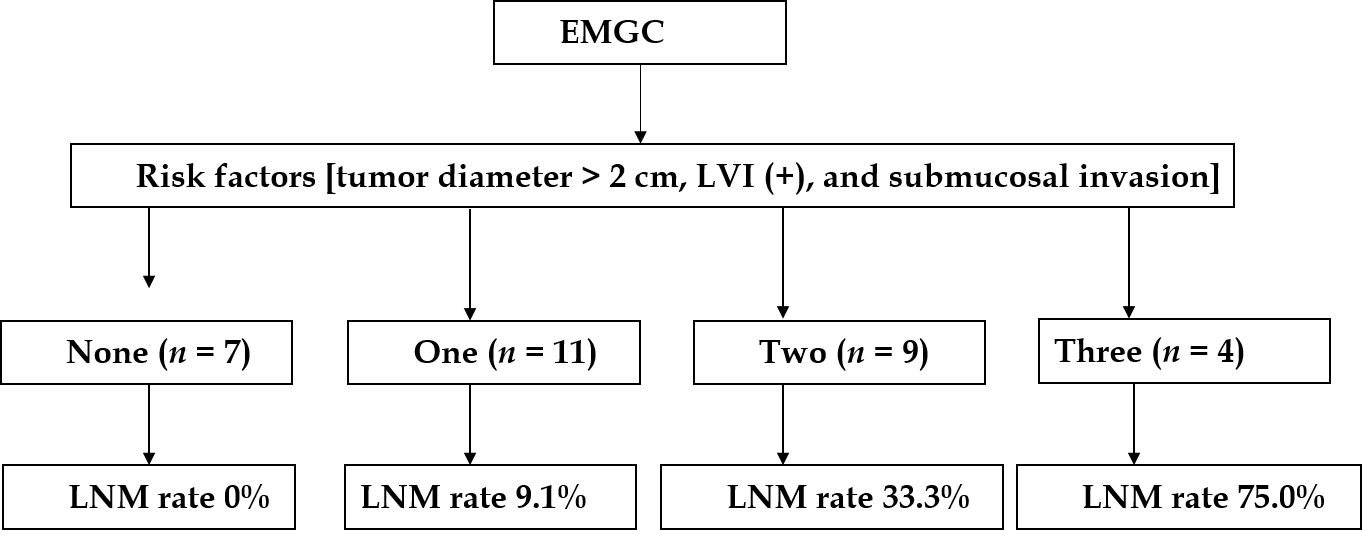 EMGC
Risk factors [tumor diameter > 2 cm, LVI (+), and submucosal invasion]
None (n = 7)
One (n = 11)
Two (n = 9)
Three (n = 4)
LNM rate 0%
LNM rate 9.1%
LNM rate 33.3%
LNM rate 75.0%